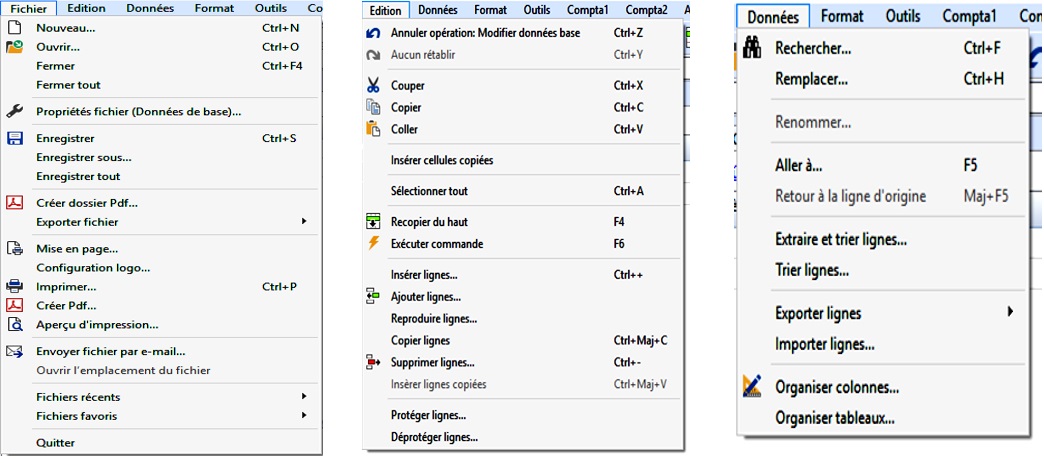 Fichier Edition Données Format Outils Co
Nouveau... Ctrl+N
Ouvrir... Ctrl+O
Fermer Ctrl+F4
Fermer tout
Propriétés fichier (Données de base)...
Enregistrer Ctrl+S
Enregistrer sous...
Enregistrer tout
Créer dossier Pdf...
Exporter fichier
Mise en page...
Configuration logo...
Imprimer... Ctrl+P
Créer Pdf...
Aperçu d'impression...
Envoyer fichier par e-mail...
Ouvrir l'emplacement du fichier
Fichiers récents
Fichiers favoris
Quitter
Edition Données Format Outils Compta1 Compta2 A
Annuler opération: Modifier données base Ctrl+Z
Aucun rétablir Ctrl+Y
Couper Ctrl+X
Copier Ctrl+C
Coller Ctrl+V
Insérer cellules copiées
Sélectionner tout Ctrl+A
Recopier du haut F4
Exécuter commande F6
Insérer lignes... Ctrl++
Ajouter lignes...
Reproduire lignes...
Copier lignes Ctrl+Maj+C
Supprimer lignes... Ctrl+-
Insérer lignes copiées Ctrl+Maj+V
Protéger lignes...
Déprotéger lignes...
Données Format Outils Compta1 Con
Rechercher... Ctrl+F
Remplacer... Ctrl+H
Renommer...
Aller à... F5
Retour à la ligne d'origine Maj+F5
Extraire et trier lignes...
Trier lignes...
Exporter lignes
Importer lignes...
Organiser colonnes...
Organiser tableaux...